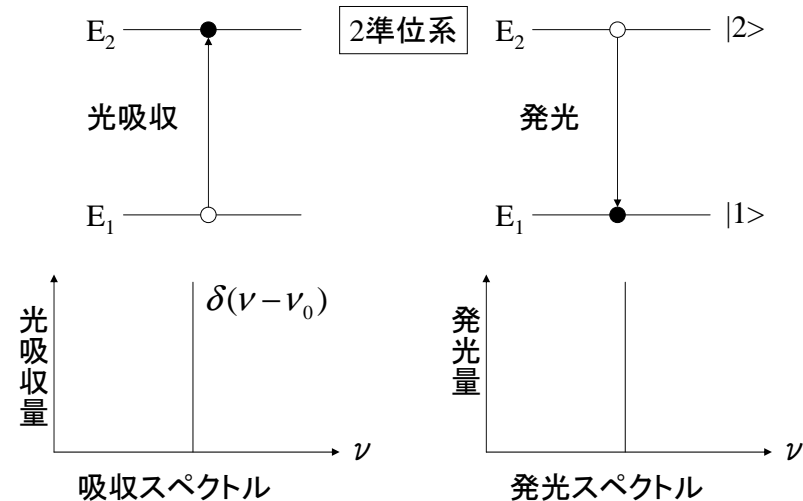 2準位系
E₂
光吸収
E₁
E₂
|2>
発光
E₁
|1>
光吸収量
δ(ν−ν₀)
ν
吸収スペクトル
発光量
ν
発光スペクトル